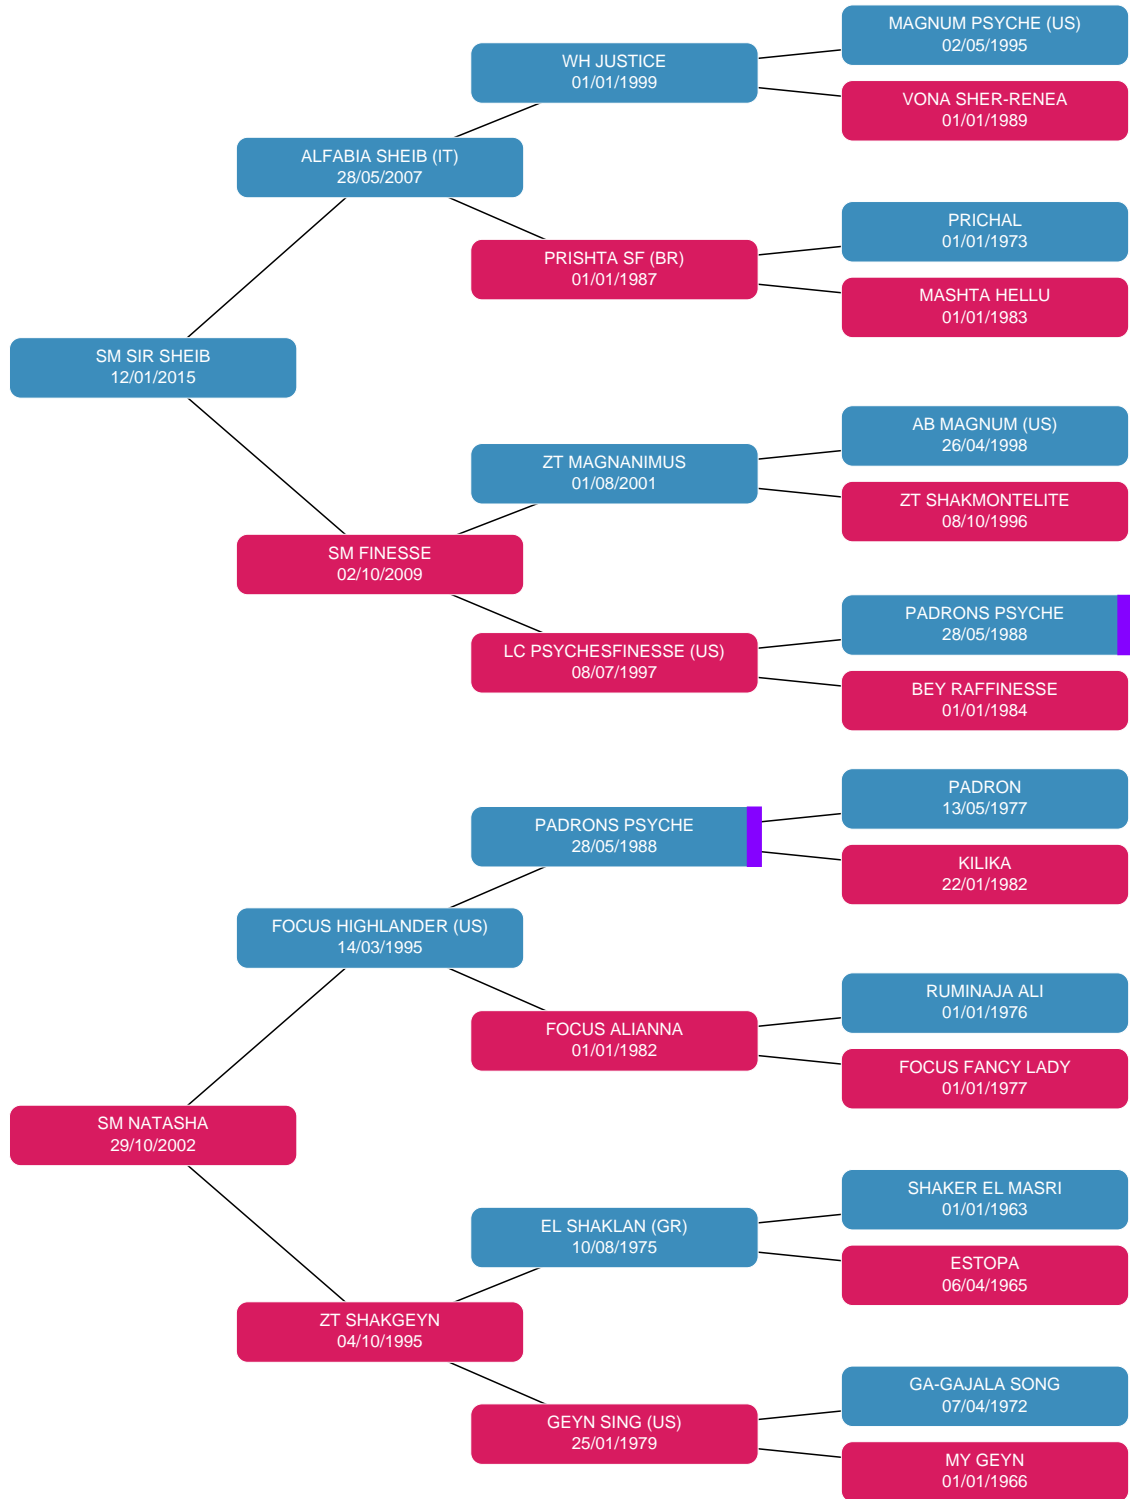 MAGNUM PSYCHE (US)
02/05/1995
WH JUSTICE
01/01/1999
VONA SHER-RENEA
01/01/1989
ALFABIA SHEIB (IT)
28/05/2007
PRICHAL
01/01/1973
PRISHTA SF (BR)
01/01/1987
MASHTA HELLU
01/01/1983
SM SIR SHEIB
12/01/2015
AB MAGNUM (US)
26/04/1998
ZT MAGNANIMUS
01/08/2001
ZT SHAKMONTELITE
08/10/1996
SM FINESSE
02/10/2009
PADRONS PSYCHE
28/05/1988
LC PSYCHESFINESSE (US)
08/07/1997
BEY RAFFINESSE
01/01/1984
PADRON
13/05/1977
PADRONS PSYCHE
28/05/1988
KILIKA
22/01/1982
FOCUS HIGHLANDER (US)
14/03/1995
RUMINAJA ALI
01/01/1976
FOCUS ALIANNA
01/01/1982
FOCUS FANCY LADY
01/01/1977
SM NATASHA
29/10/2002
SHAKER EL MASRI
01/01/1963
EL SHAKLAN (GR)
10/08/1975
ESTOPA
06/04/1965
ZT SHAKGEYN
04/10/1995
GA-GAJALA SONG
07/04/1972
GEYN SING (US)
25/01/1979
MY GEYN
01/01/1966